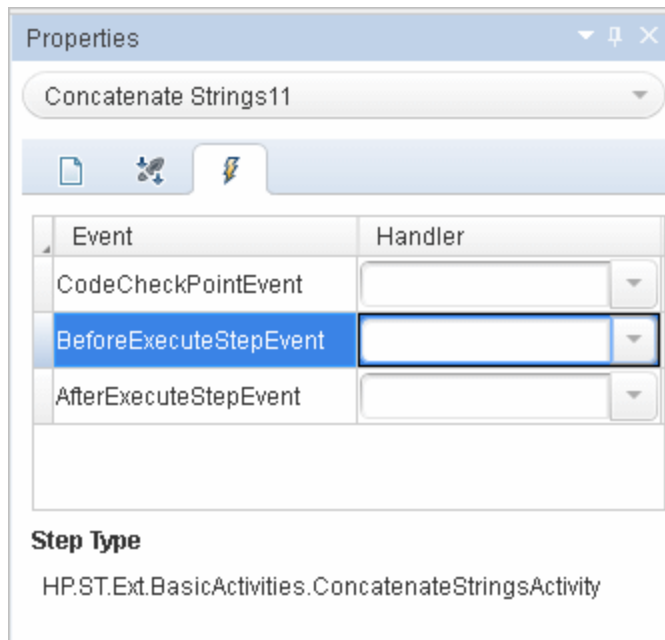 Properties
Concatenate Strings11
Event Handler
CodeCheckPointEvent
BeforeExecuteStepEvent
AfterExecuteStepEvent
Step Type
HP.ST.Ext.BasicActivities.ConcatenateStringsActivity